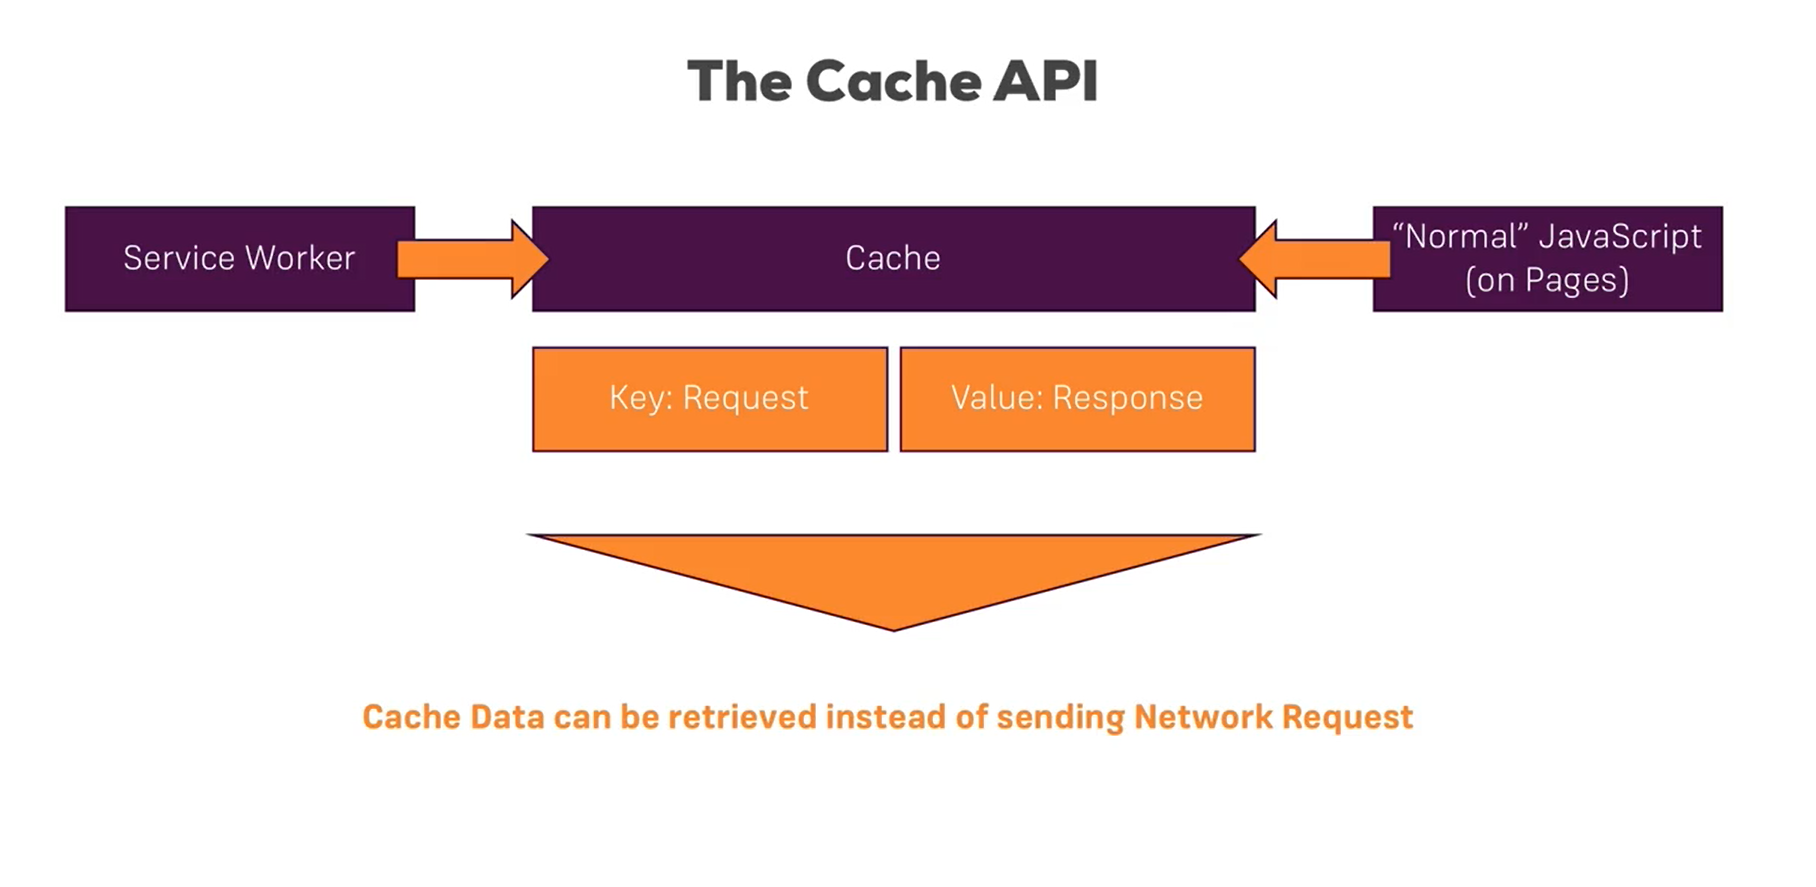 The Cache API
Service Worker
Cache
“Normal” JavaScript
(on Pages)
Key: Request
Value: Response
Cache Data can be retrieved instead of sending Network Request